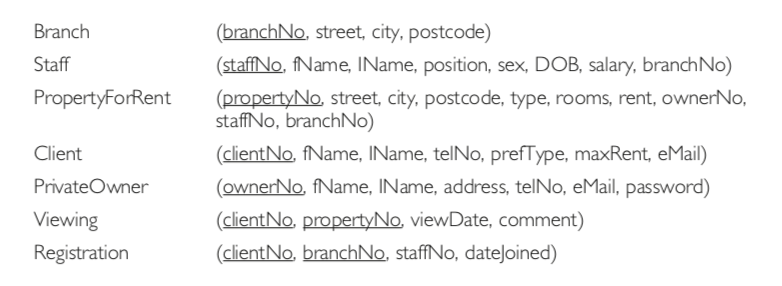 Branch (branchNo, street, city, postcode)
Staff (staffNo, fName, lName, position, sex, DOB, salary, branchNo)
PropertyForRent (propertyNo, street, city, postcode, type, rooms, rent, ownerNo,
staffNo, branchNo)
Client (clientNo, fName, lName, telNo, prefType, maxRent, eMail)
PrivateOwner (ownerNo, fName, lName, address, telNo, eMail, password)
Viewing (clientNo, propertyNo, viewDate, comment)
Registration (clientNo, branchNo, staffNo, dateJoined)